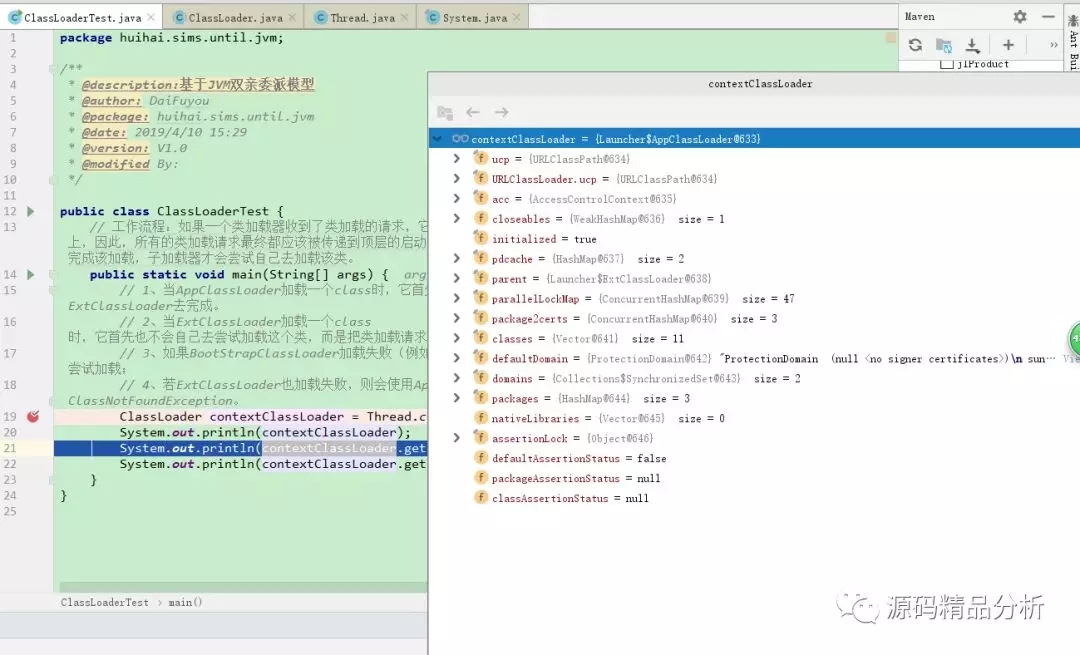 ClassLoaderTest.java
ClassLoader.java
Thread.java
System.java
Maven
jlProduct
Ant Bui
1 package huihai.sims.until.jvm;
2
3 /**
4 * @description:基于JVM双亲委派模型
5 * @author: DaiFuyou
6 * @package: huihai.sims.until.jvm
7 * @date: 2019/4/10 15:29
8 * @version: V1.0
9 * @modified By:
10 */
11
12 public class ClassLoaderTest {
13 // 工作流程：如果一个类加载器收到了类加载的请求，它
上，因此，所有的类加载请求最终都应该被传递到顶层的启动
完成该加载，子加载器才会尝试自己去加载该类。
14 public static void main(String[] args) { arg
15 // 1、当AppClassLoader加载一个class时，它首先
ExtClassLoader去完成。
16 // 2、当ExtClassLoader加载一个class
时，它首先也不会自己去尝试加载这个类，而是把类加载请求
17 // 3、如果BootStrapClassLoader加载失败（例如
尝试加载；
18 // 4、若ExtClassLoader也加载失败，则会使用Ap
ClassNotFoundException。
19 ClassLoader contextClassLoader = Thread.c
20 System.out.println(contextClassLoader);
21 System.out.println(contextClassLoader.get
22 System.out.println(contextClassLoader.get
23 }
24 }
25
ClassLoaderTest › main()
contextClassLoader
contextClassLoader = {Launcher$AppClassLoader@633}
ucp = {URLClassPath@634}
URLClassLoader.ucp = {URLClassPath@634}
acc = {AccessControlContext@635}
closeables = {WeakHashMap@636} size = 1
initialized = true
pdcache = {HashMap@637} size = 2
parent = {Launcher$ExtClassLoader@638}
parallelLockMap = {ConcurrentHashMap@639} size = 47
package2certs = {ConcurrentHashMap@640} size = 3
classes = {Vector@641} size = 11
defaultDomain = {ProtectionDomain@642} "ProtectionDomain (null <no signer certificates>)\n sun… Vie
domains = {Collections$SynchronizedSet@643} size = 2
packages = {HashMap@644} size = 3
nativeLibraries = {Vector@645} size = 0
assertionLock = {Object@646}
defaultAssertionStatus = false
packageAssertionStatus = null
classAssertionStatus = null
源码精品分析